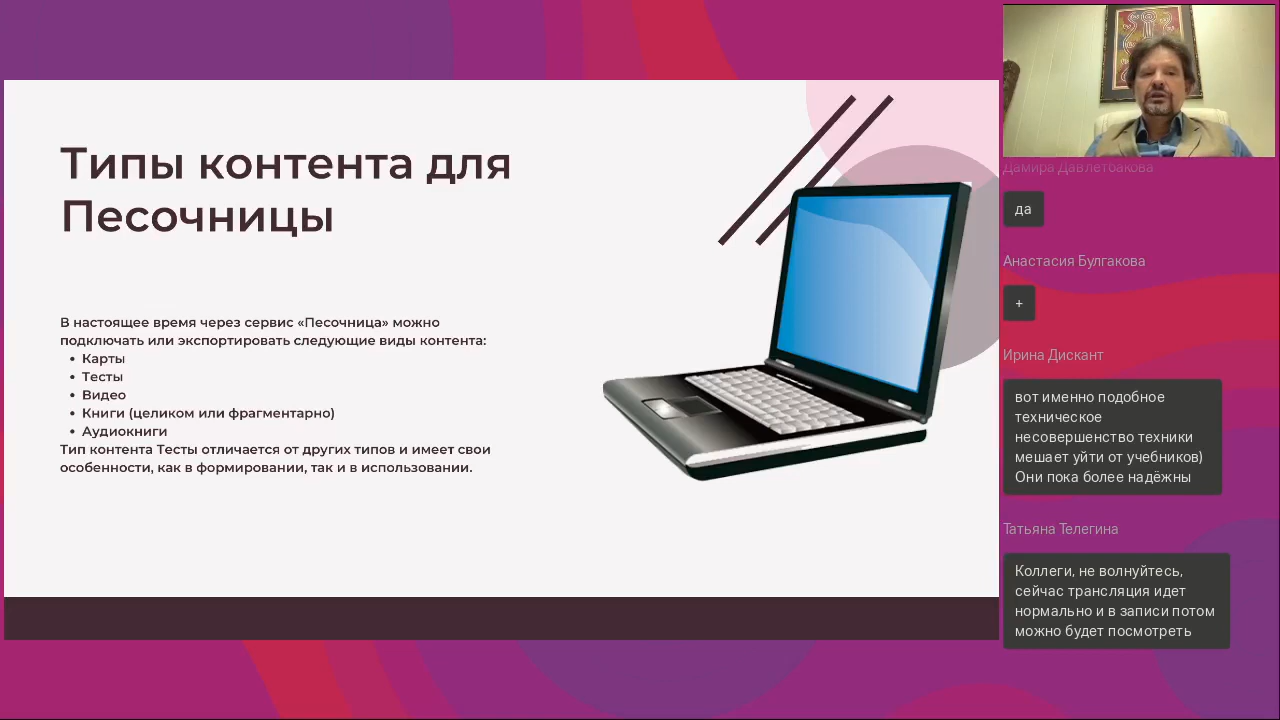 Типы контента для
Песочницы
В настоящее время через сервис «Песочница» можно
подключать или экспортировать следующие виды контента:
• Карты
• Тесты
• Видео
• Книги (целиком или фрагментарно)
• Аудиокниги
Тип контента Тесты отличается от других типов и имеет свои
особенности, как в формировании, так и в использовании.
Дамира Давлетбакова
да
Анастасия Булгакова
+
Ирина Дискант
вот именно подобное
техническое
несовершенство техники
мешает уйти от учебников)
Они пока более надёжны
Татьяна Телегина
Коллеги, не волнуйтесь,
сейчас трансляция идет
нормально и в записи потом
можно будет посмотреть